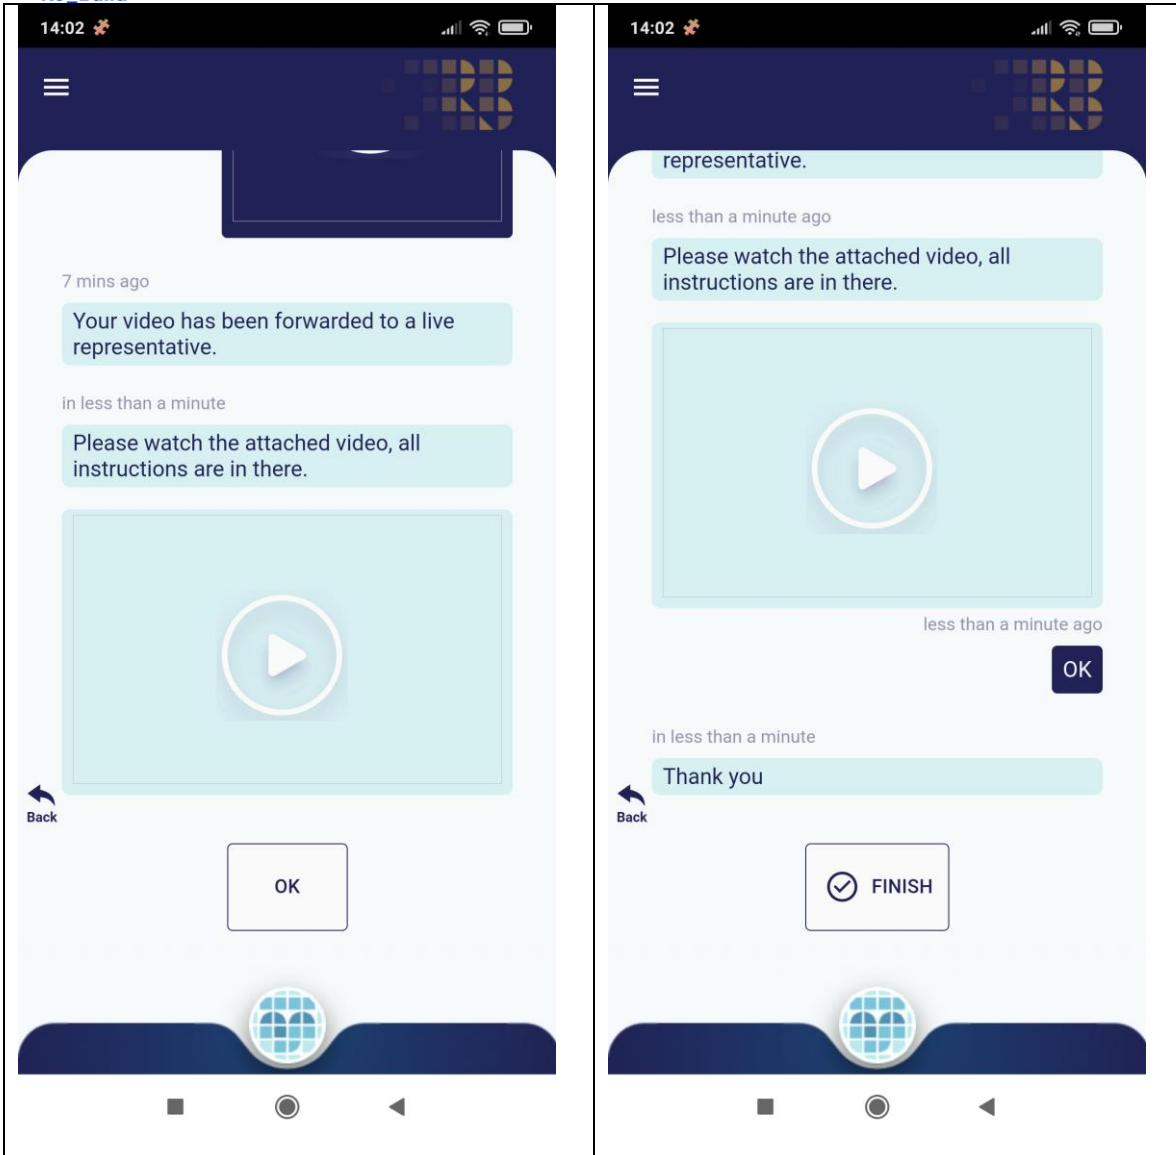 14:02
7 mins ago
Your video has been forwarded to a live
representative.
in less than a minute
Please watch the attached video, all
instructions are in there.
Back
OK
14:02
representative.
less than a minute ago
Please watch the attached video, all
instructions are in there.
less than a minute ago
OK
in less than a minute
Thank you
Back
FINISH